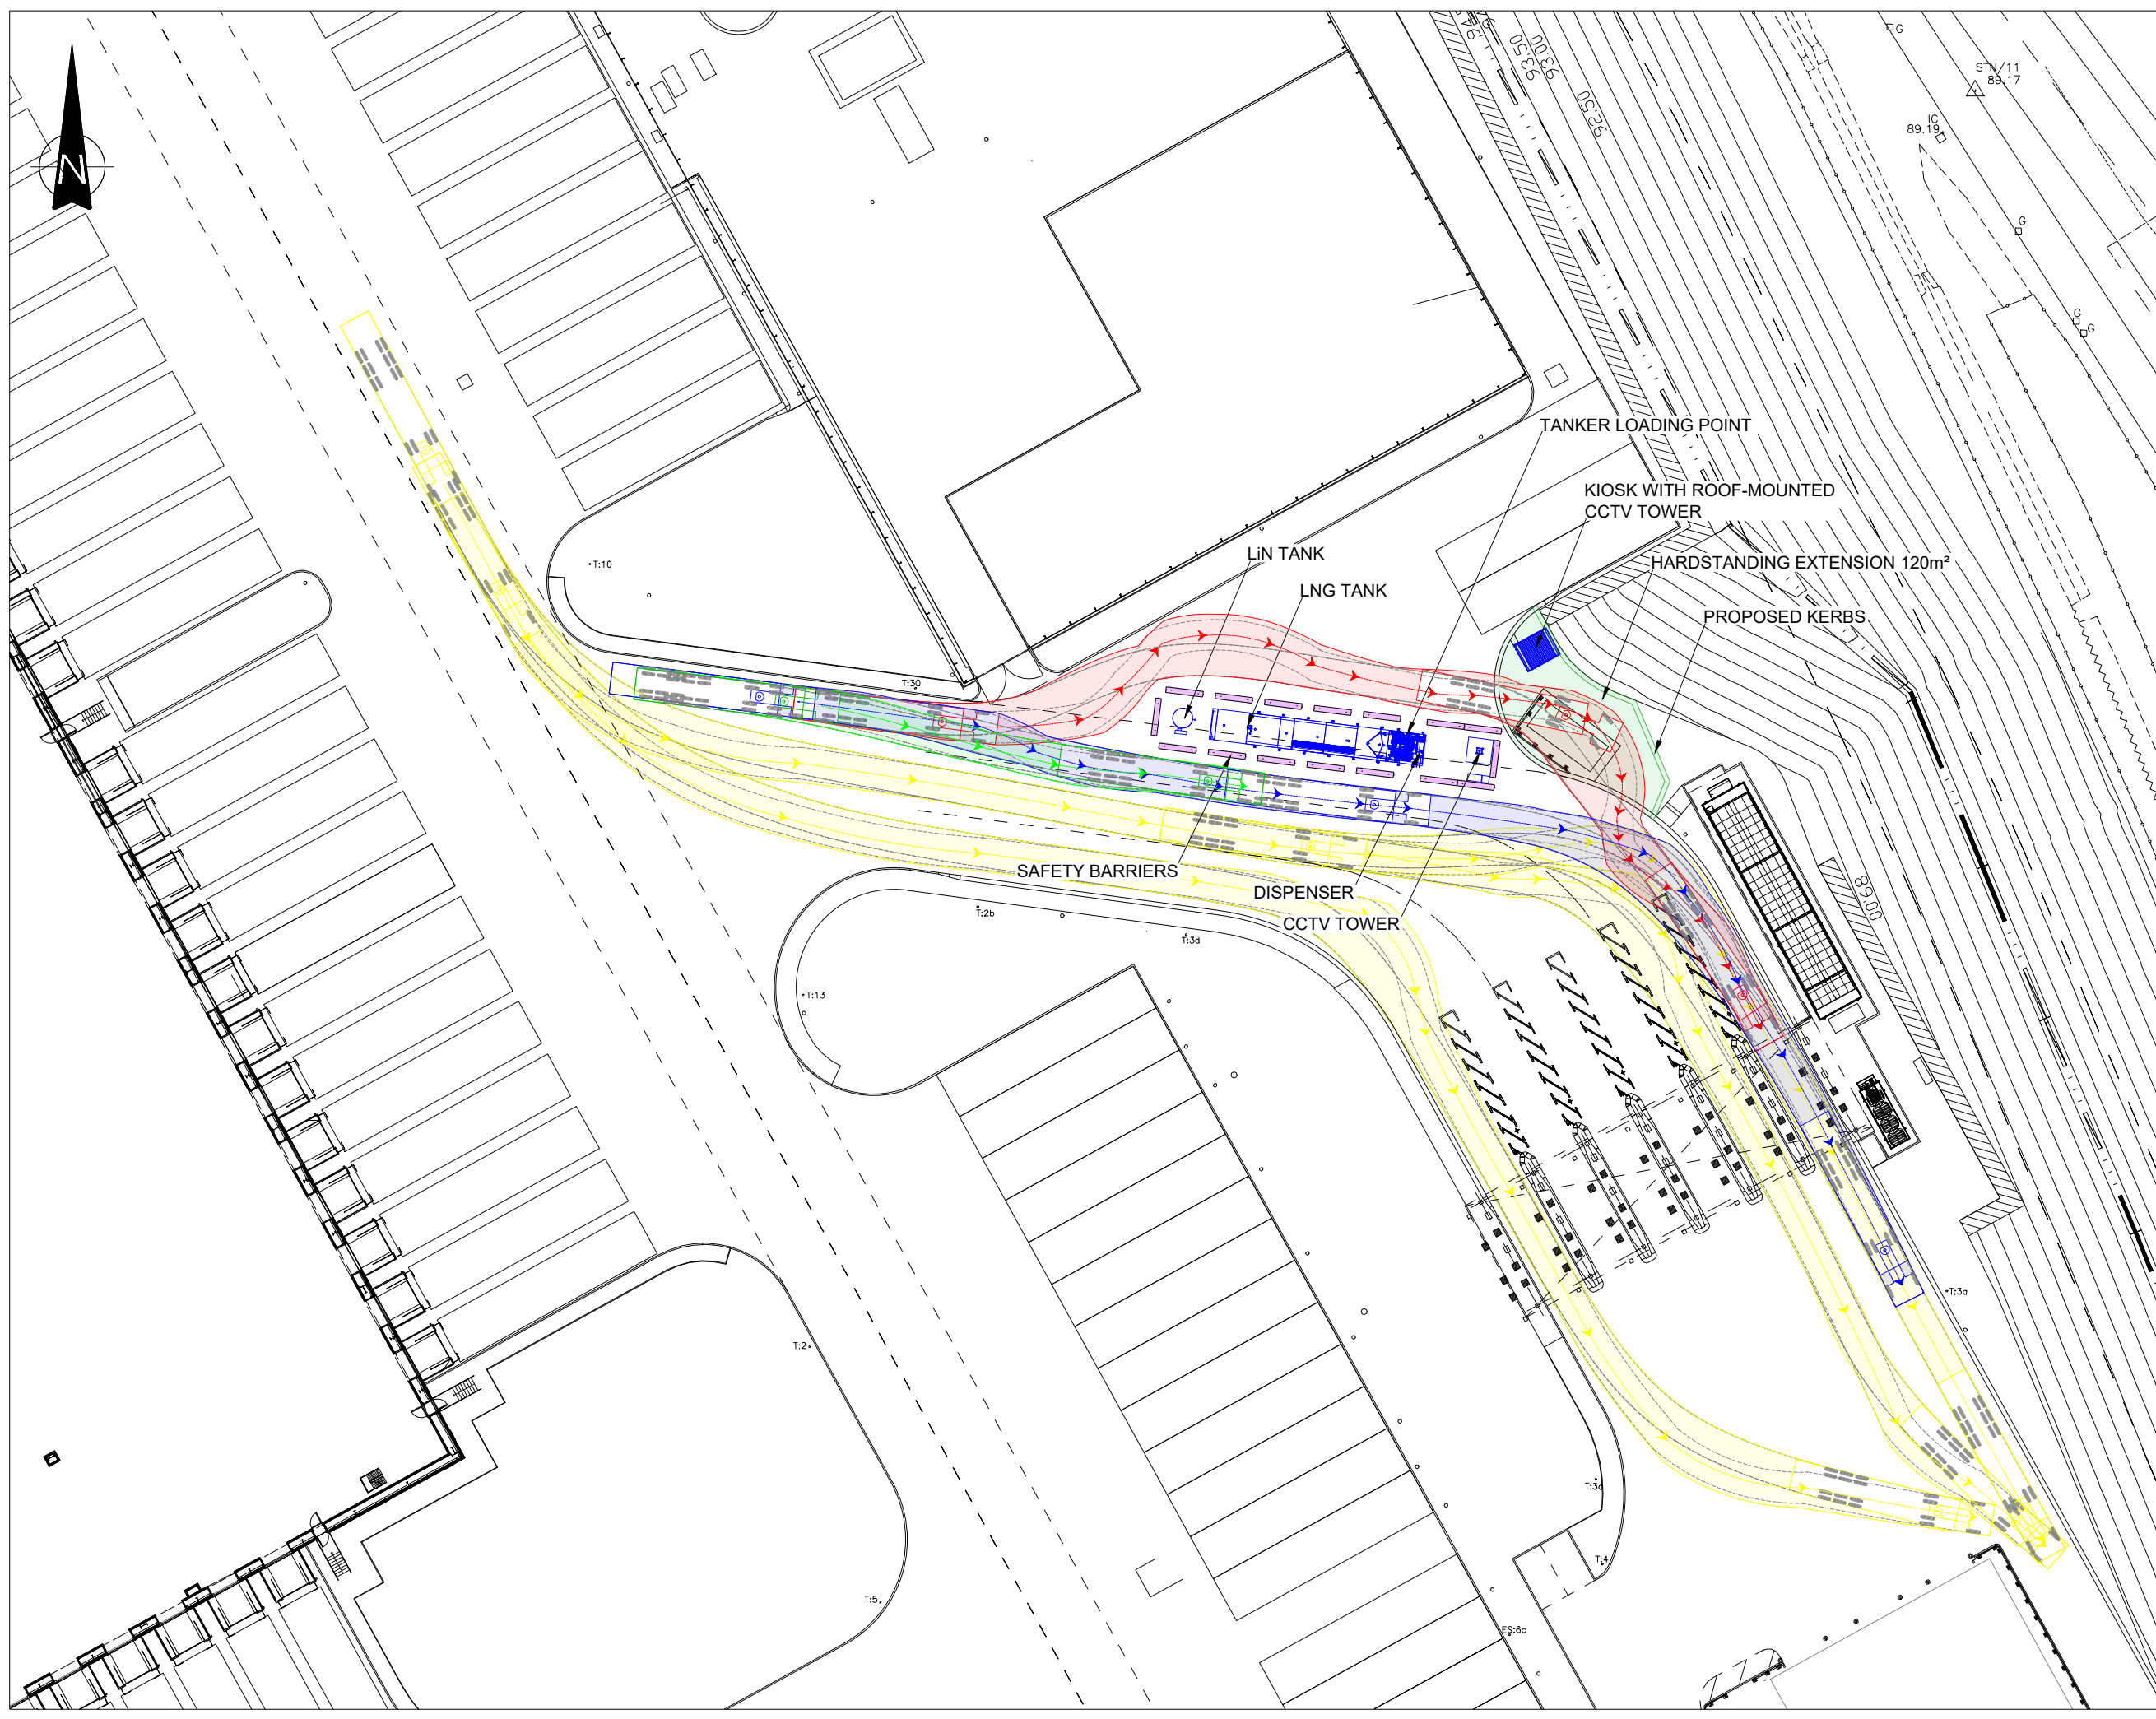 N
93.50
93.00
92.50
G
STN/11
89.17
IC
89.19
G
G
G
TANKER LOADING POINT
KIOSK WITH ROOF-MOUNTED
CCTV TOWER
HARDSTANDING EXTENSION 120m²
PROPOSED KERBS
LiN TANK
LNG TANK
T:10
T:30
SAFETY BARRIERS
DISPENSER
CCTV TOWER
89.00
T:2b
T:3d
T:13
T:3a
T:2
T:3d
T:4
T:5
ES:6c